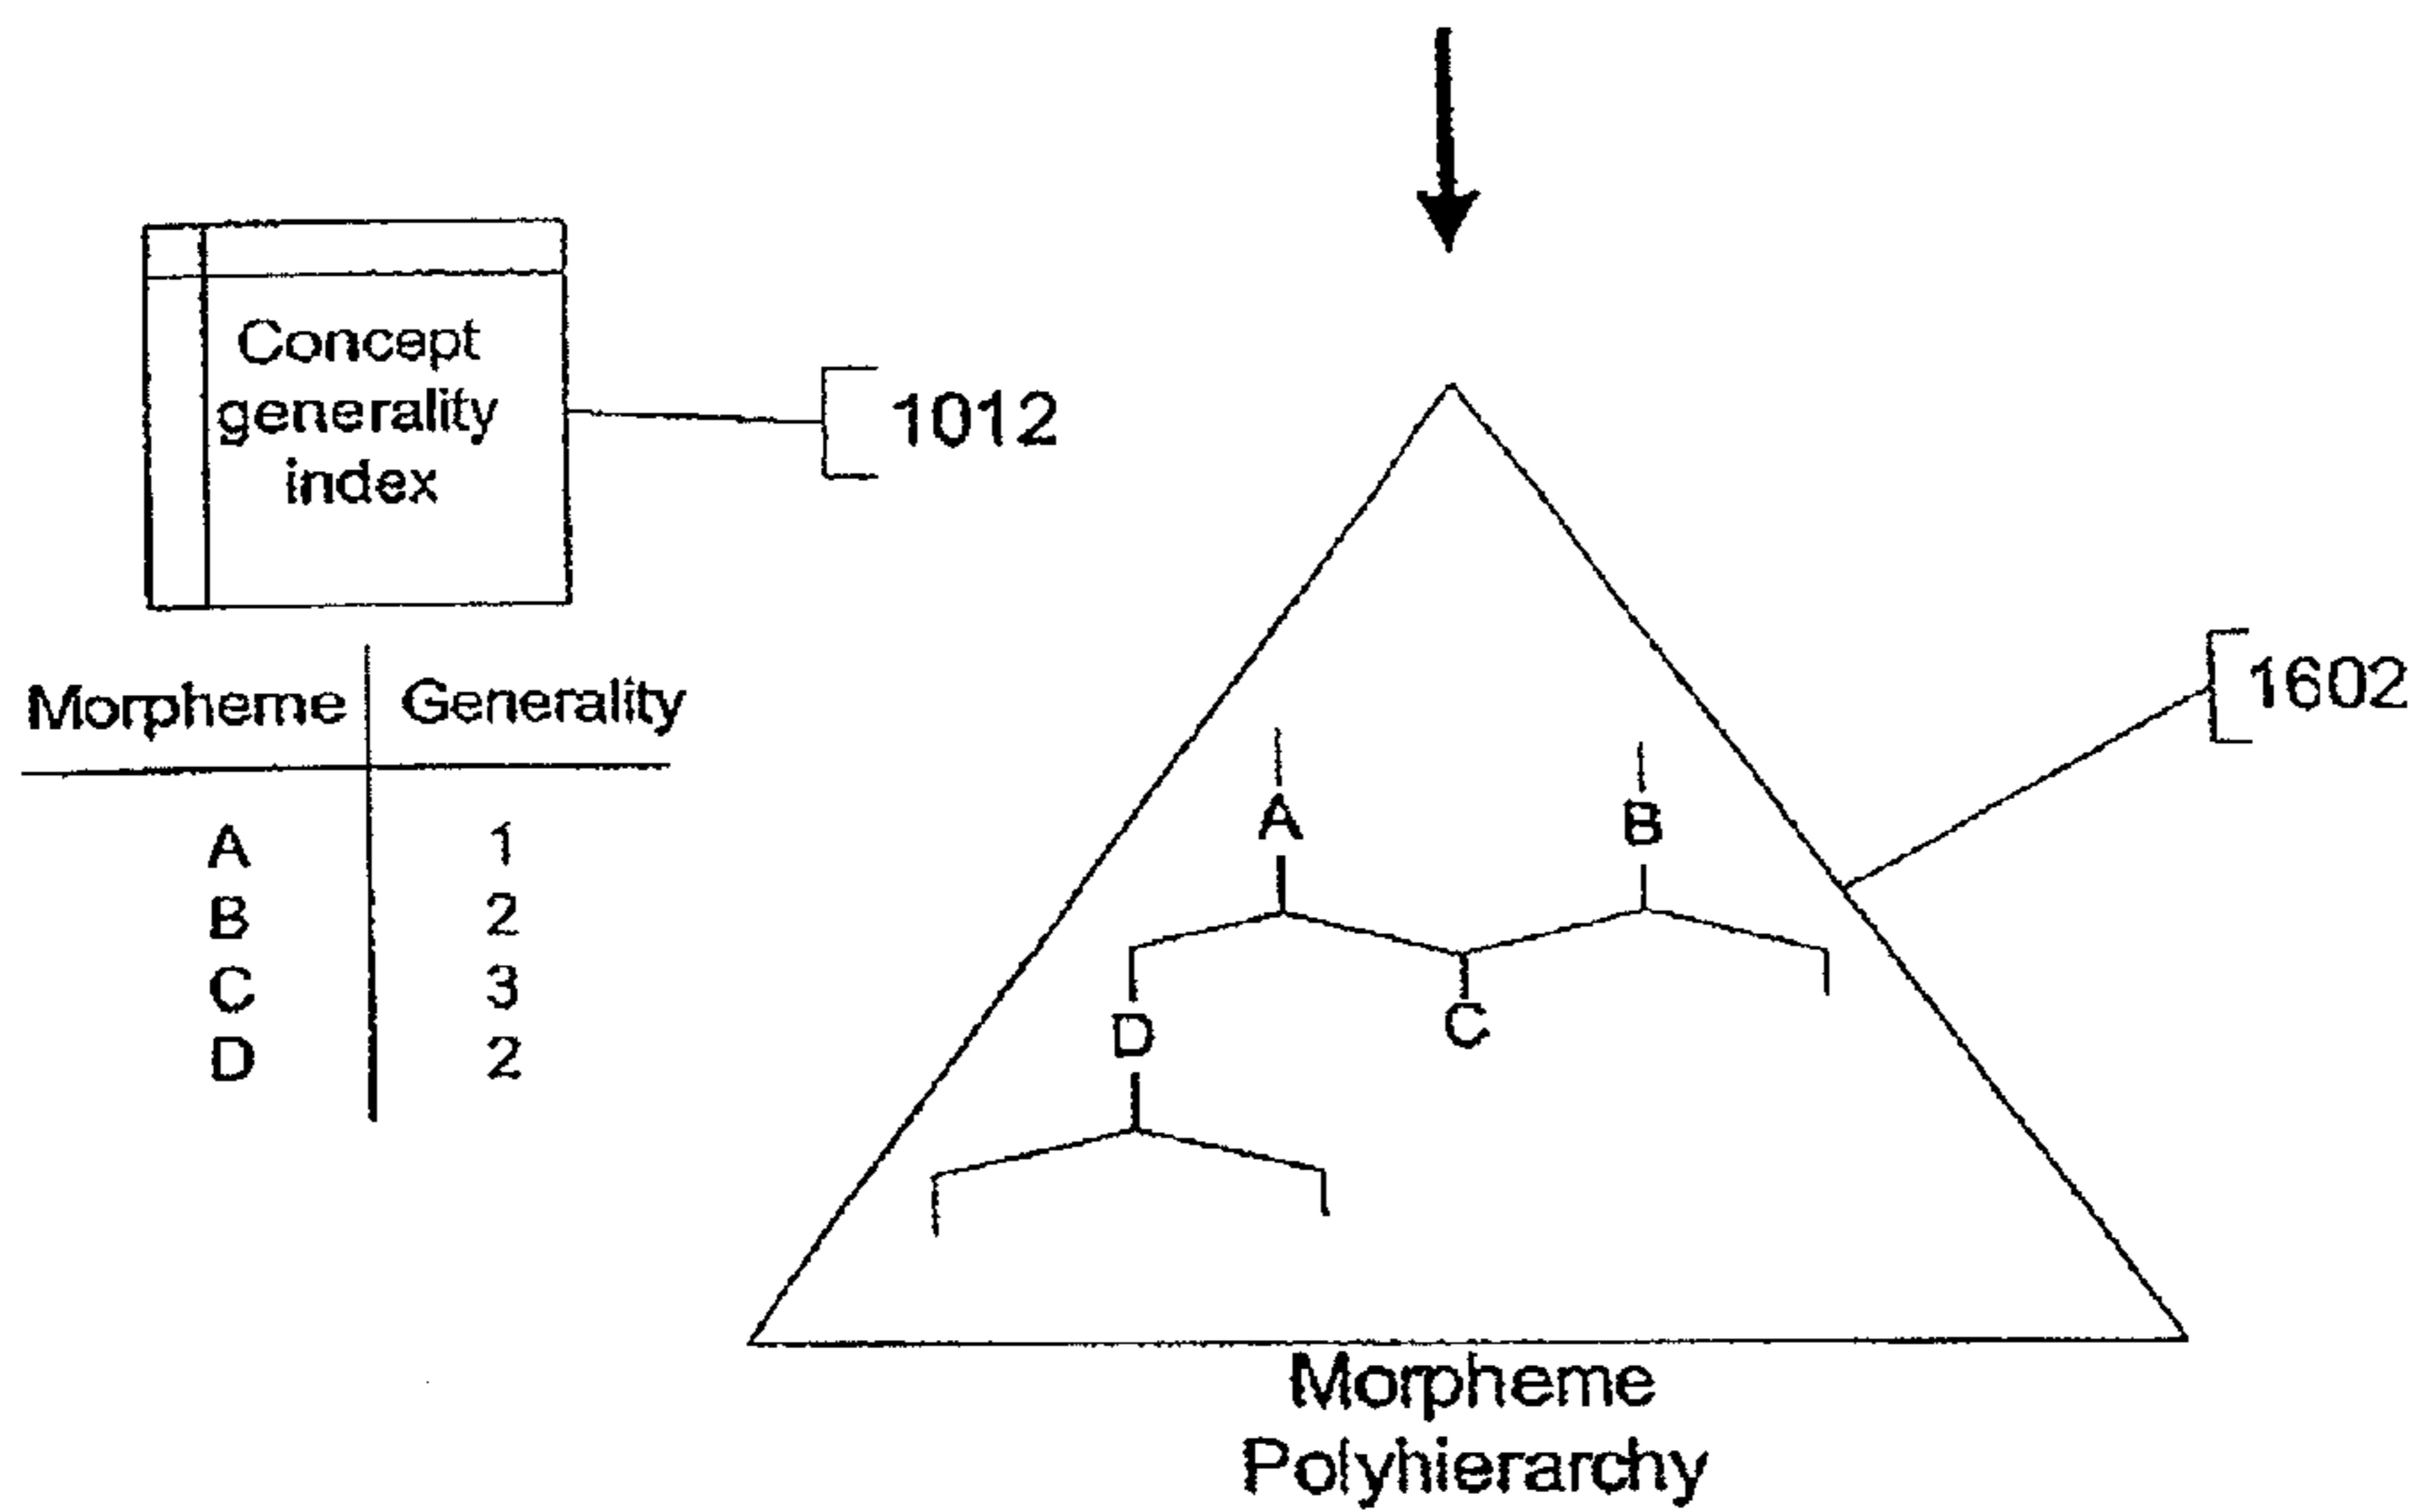 Concept
generality
index
1012
Morpheme Generality
A 1
B 2
C 3
D 2
1602
A B
D C
Morpheme
Polyhierarchy